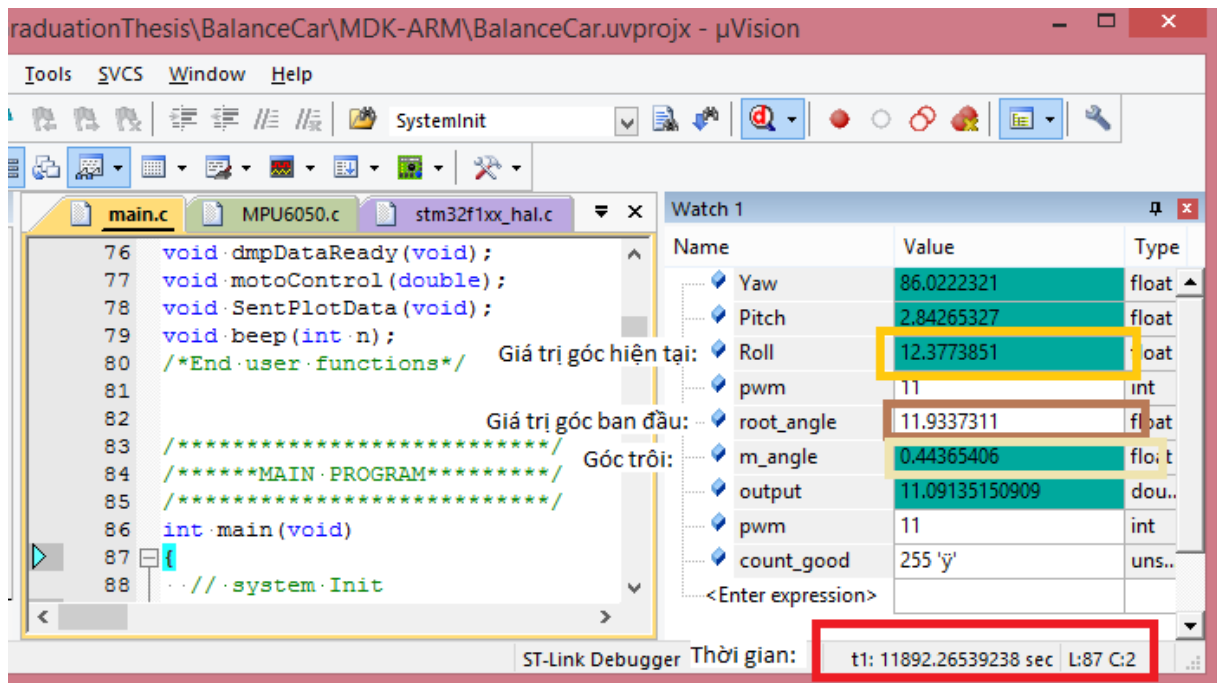 raduationThesis\BalanceCar\MDK-ARM\BalanceCar.uvprojx - µVision
Tools SVCS Window Help
SystemInit
main.c MPU6050.c stm32f1xx_hal.c
76 void dmpDataReady(void);
77 void motoControl(double);
78 void SentPlotData(void);
79 void beep(int n);
80 /*End user functions*/
81
82
83 /****************************/
84 /******MAIN PROGRAM*********/
85 /****************************/
86 int main(void)
87 {
88 // system Init
Watch 1
Name Value Type
Yaw 86.0222321 float
Pitch 2.84265327 float
Giá trị góc hiện tại: Roll 12.3773851 float
pwm 11 int
Giá trị góc ban đầu: root_angle 11.9337311 float
Góc trôi: m_angle 0.44365406 float
output 11.09135150909 dou..
pwm 11 int
count_good 255 'ÿ' uns..
<Enter expression>
ST-Link Debugger Thời gian: t1: 11892.26539238 sec L:87 C:2